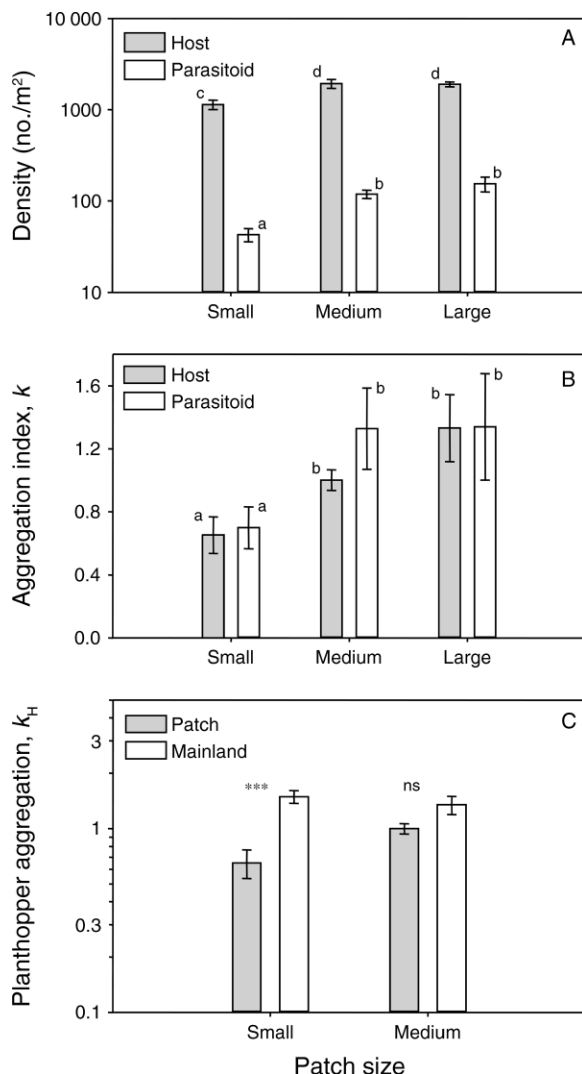 10 000
1000
100
10
Density (no./m²)
Host
Parasitoid
A
c
a
d
b
d
b
Small Medium Large
1.6
1.2
0.8
0.4
0.0
Aggregation index, k
Host
Parasitoid
B
a
a
b
b
b
b
Small Medium Large
3
1
0.3
0.1
Planthopper aggregation, kH
Patch
Mainland
C
***
ns
Small Medium
Patch size